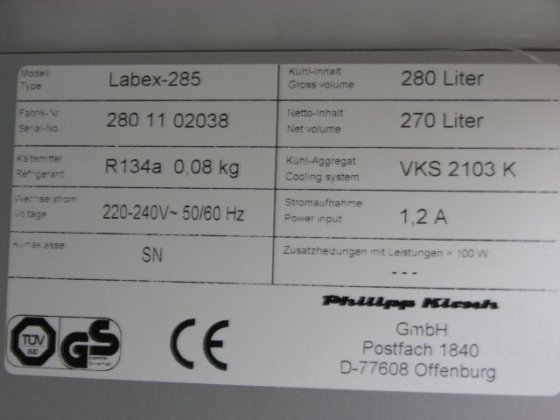 Modell Type Labex-285
Kühl-Inhalt Gross volume 280 Liter
Fabrik-Nr Serial-No. 280 11 02038
Netto-Inhalt Net volume 270 Liter
Kältemittel Refrigerant R134a 0,08 kg
Kühl-Aggregat Cooling system VKS 2103 K
Wechselstrom Voltage 220-240V~ 50/60 Hz
Stromaufnahme Power input 1,2 A
Klimaklasse SN
Zusatzheizungen mit Leistungen > 100 W
---
Philipp Kirsch
GmbH
Postfach 1840
D-77608 Offenburg
TÜV
GS
CE